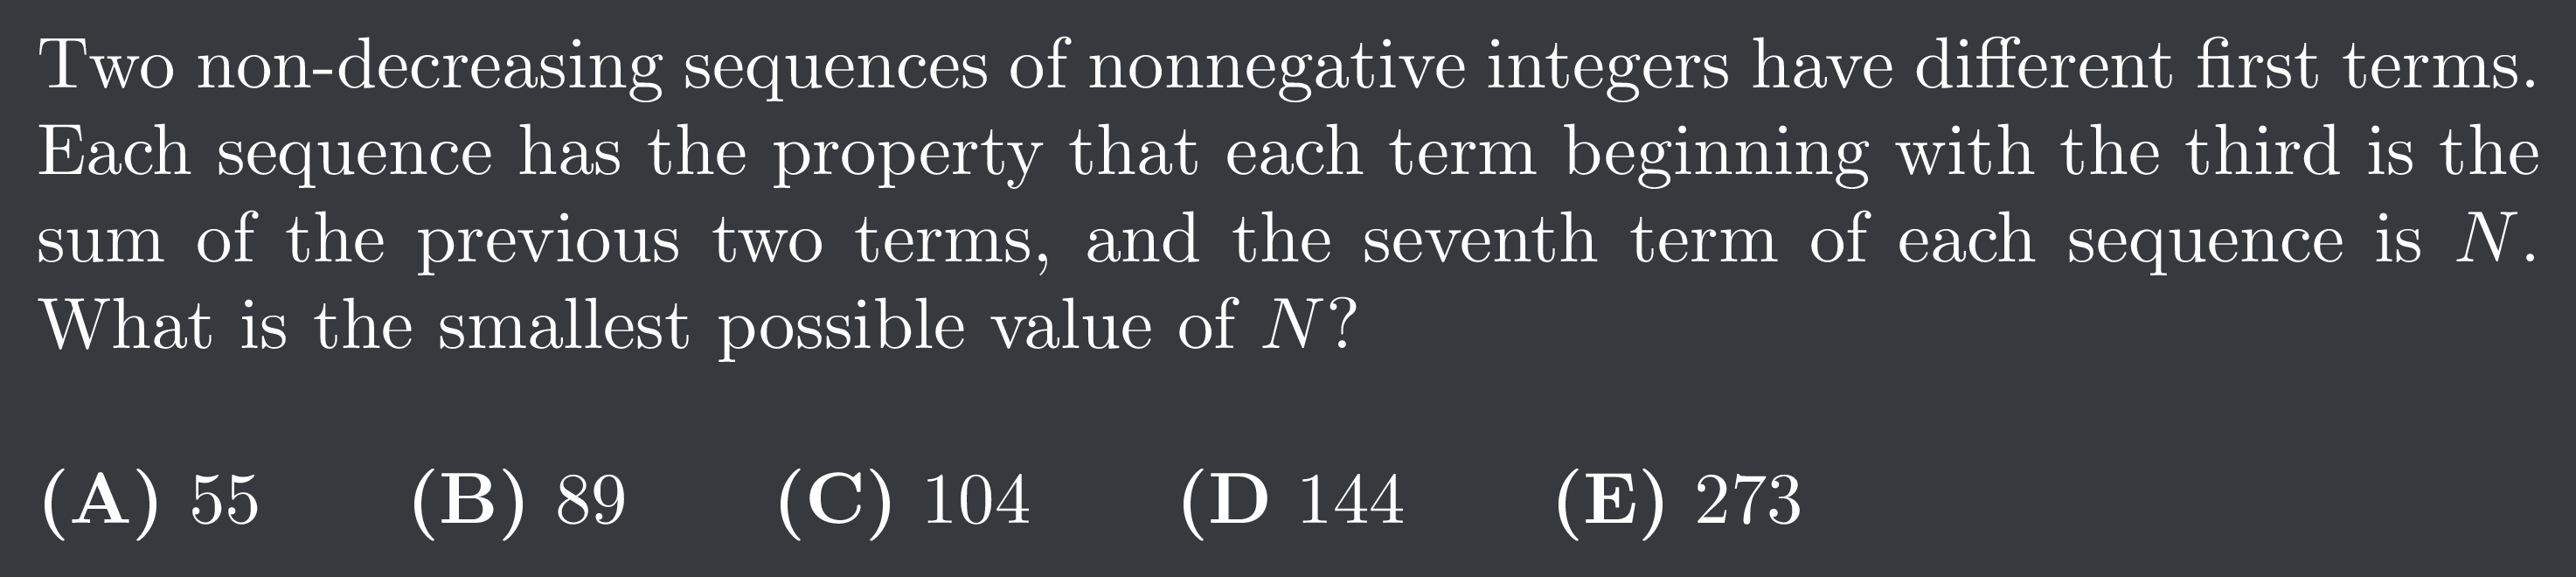 Two non-decreasing sequences of nonnegative integers have different first terms.
Each sequence has the property that each term beginning with the third is the
sum of the previous two terms, and the seventh term of each sequence is N.
What is the smallest possible value of N?
(A) 55 (B) 89 (C) 104 (D 144 (E) 273